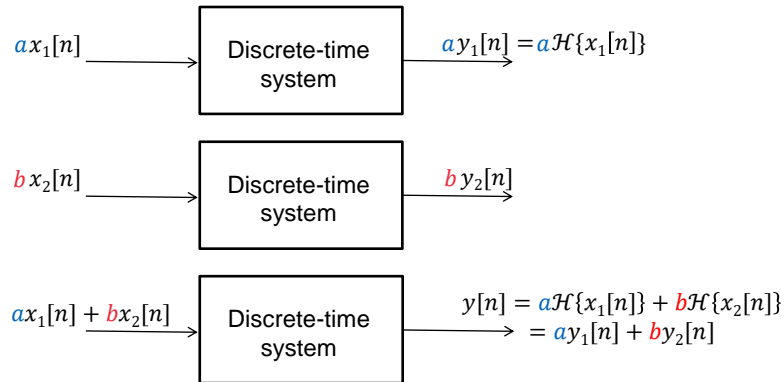 ax₁[n]
Discrete-time
system
ay₁[n] = aℋ{x₁[n]}
bx₂[n]
Discrete-time
system
by₂[n]
ax₁[n] + bx₂[n]
Discrete-time
system
y[n] = aℋ{x₁[n]} + bℋ{x₂[n]}
= ay₁[n] + by₂[n]